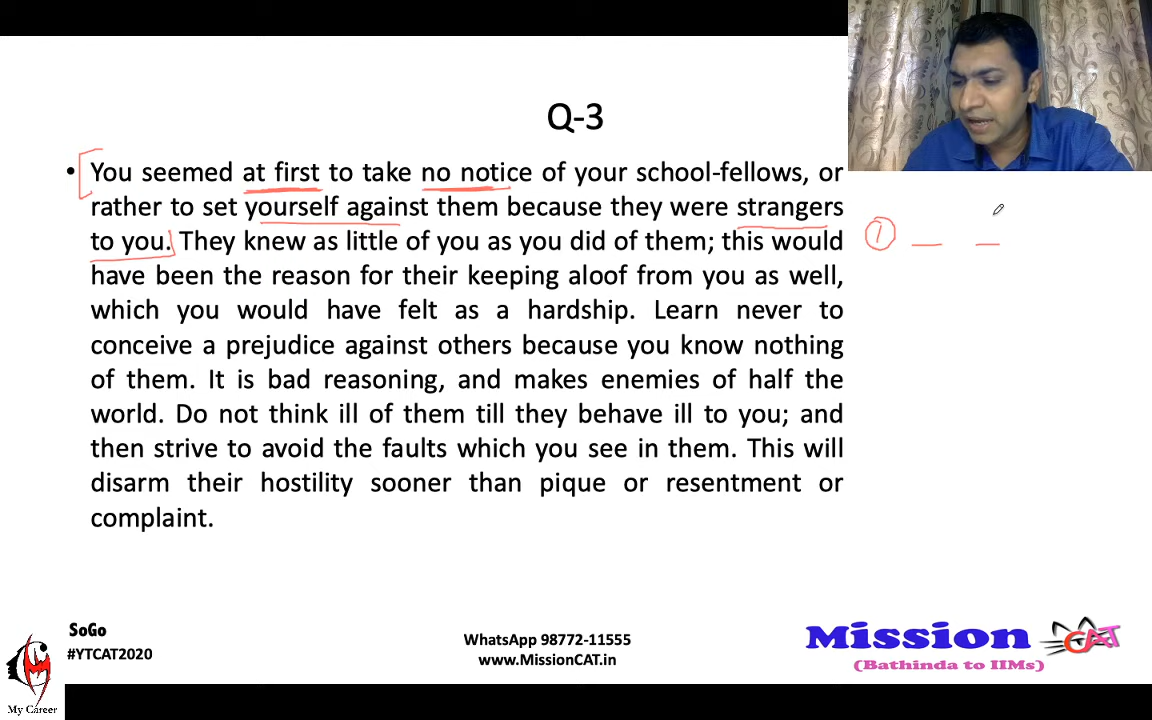 Q-3
• You seemed at first to take no notice of your school-fellows, or
rather to set yourself against them because they were strangers
to you. They knew as little of you as you did of them; this would
have been the reason for their keeping aloof from you as well,
which you would have felt as a hardship. Learn never to
conceive a prejudice against others because you know nothing
of them. It is bad reasoning, and makes enemies of half the
world. Do not think ill of them till they behave ill to you; and
then strive to avoid the faults which you see in them. This will
disarm their hostility sooner than pique or resentment or
complaint.
1
SoGo
#YTCAT2020
WhatsApp 98772-11555
www.MissionCAT.in
Mission CAT
(Bathinda to IIMs)
My Career